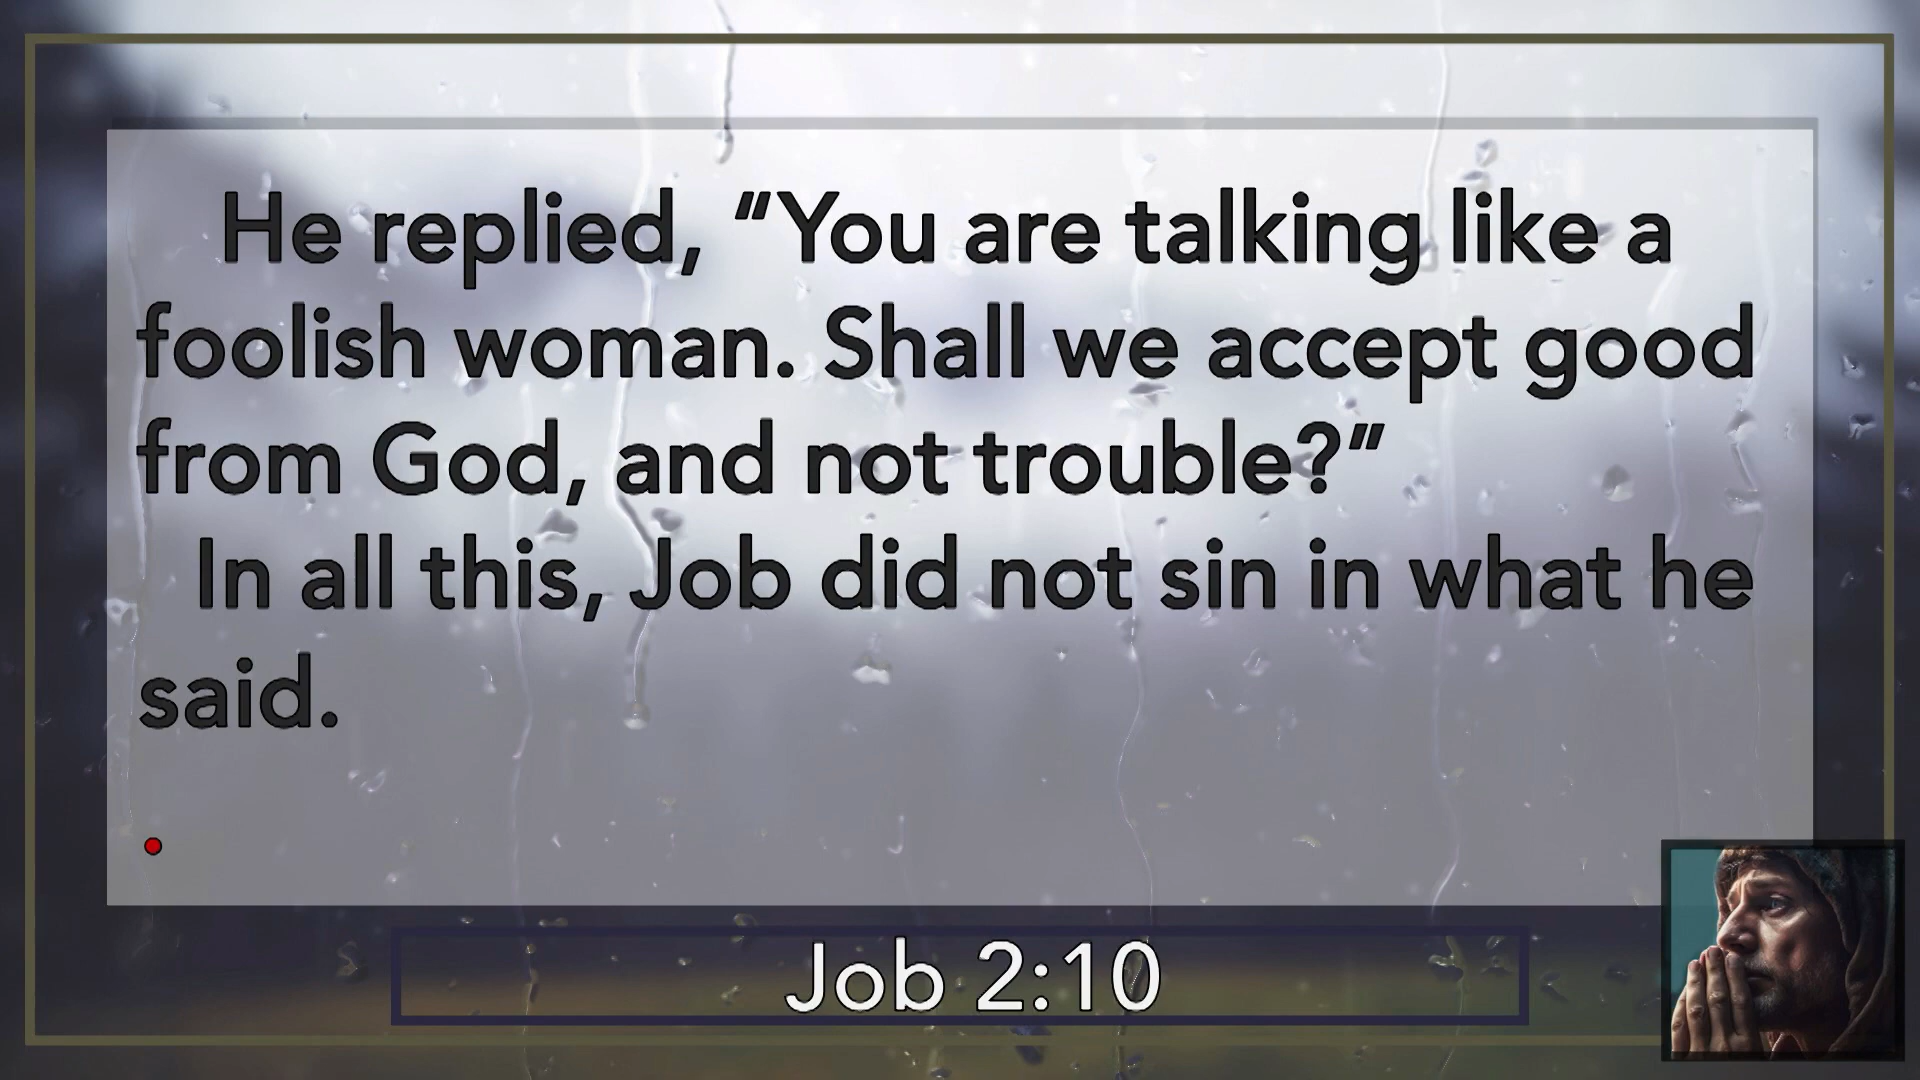 He replied, “You are talking like a
foolish woman. Shall we accept good
from God, and not trouble?”
In all this, Job did not sin in what he
said.
Job 2:10